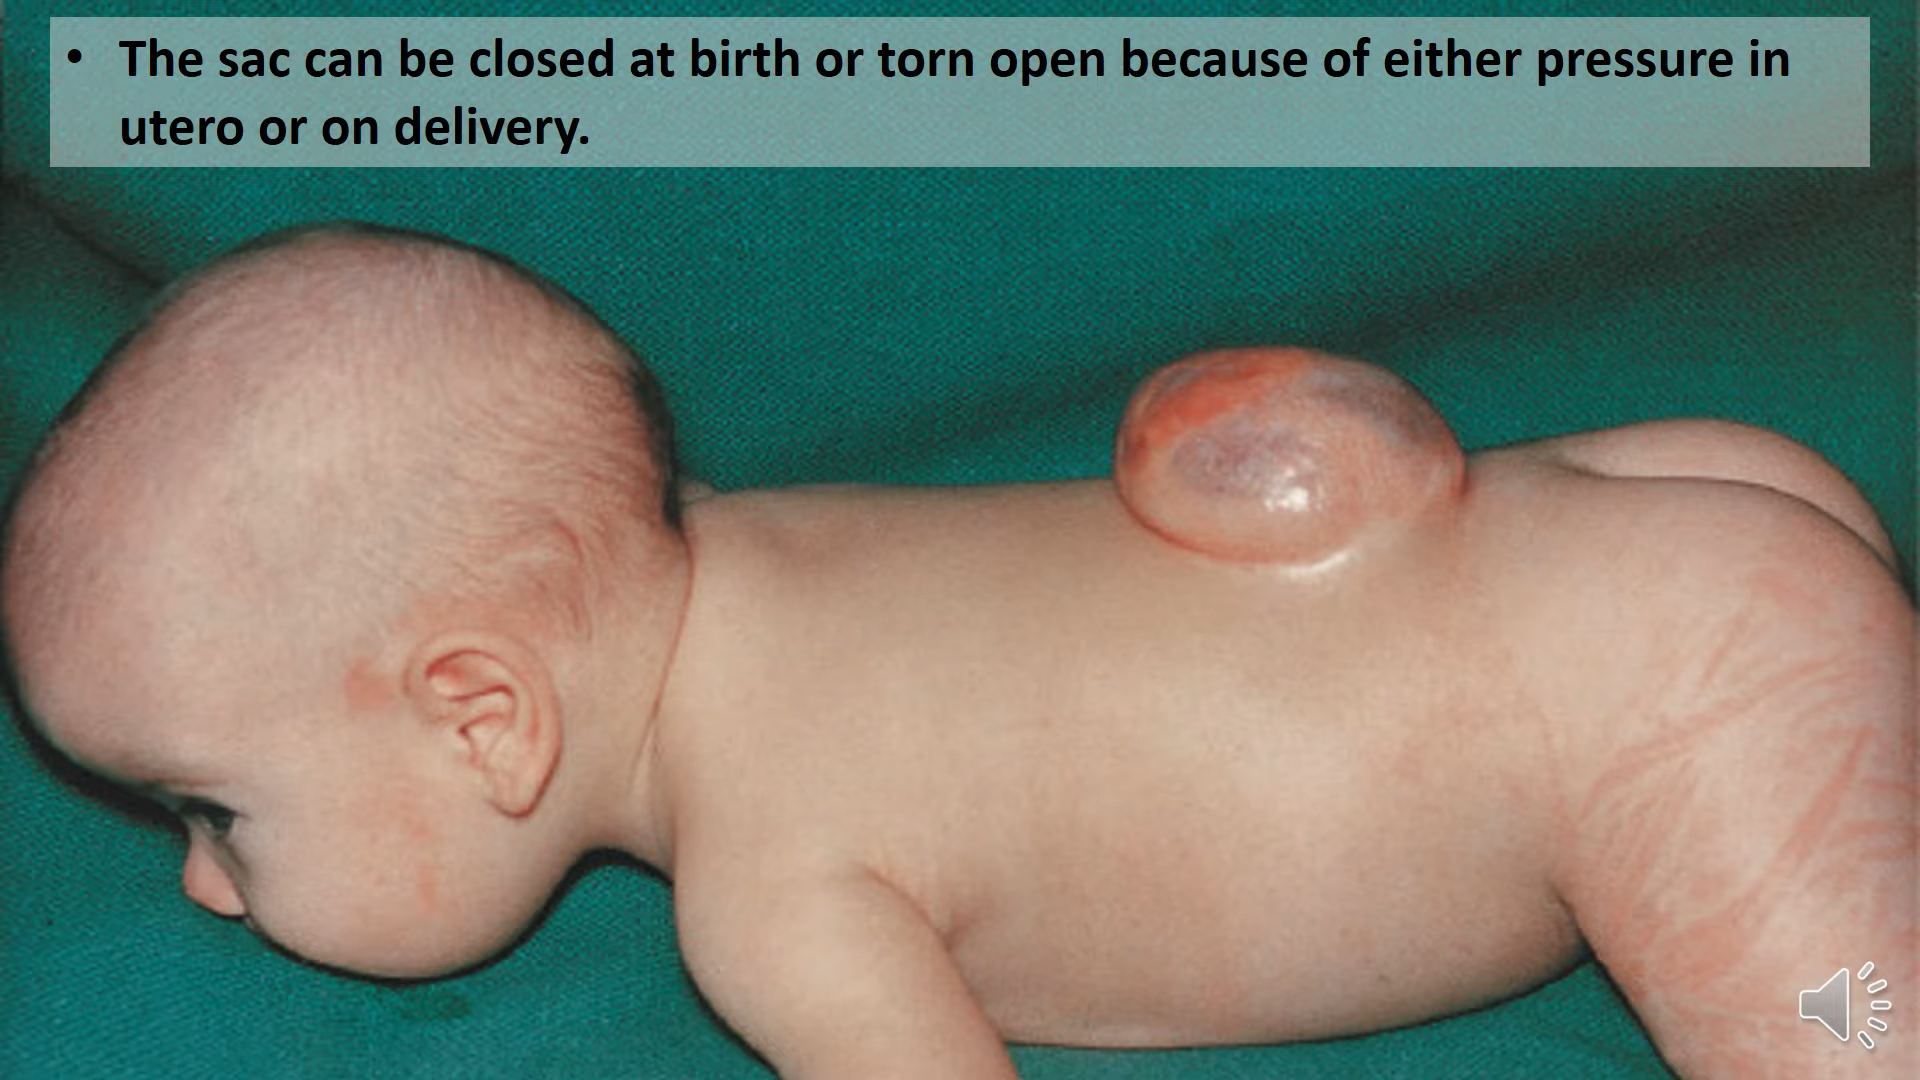 • The sac can be closed at birth or torn open because of either pressure in
utero or on delivery.